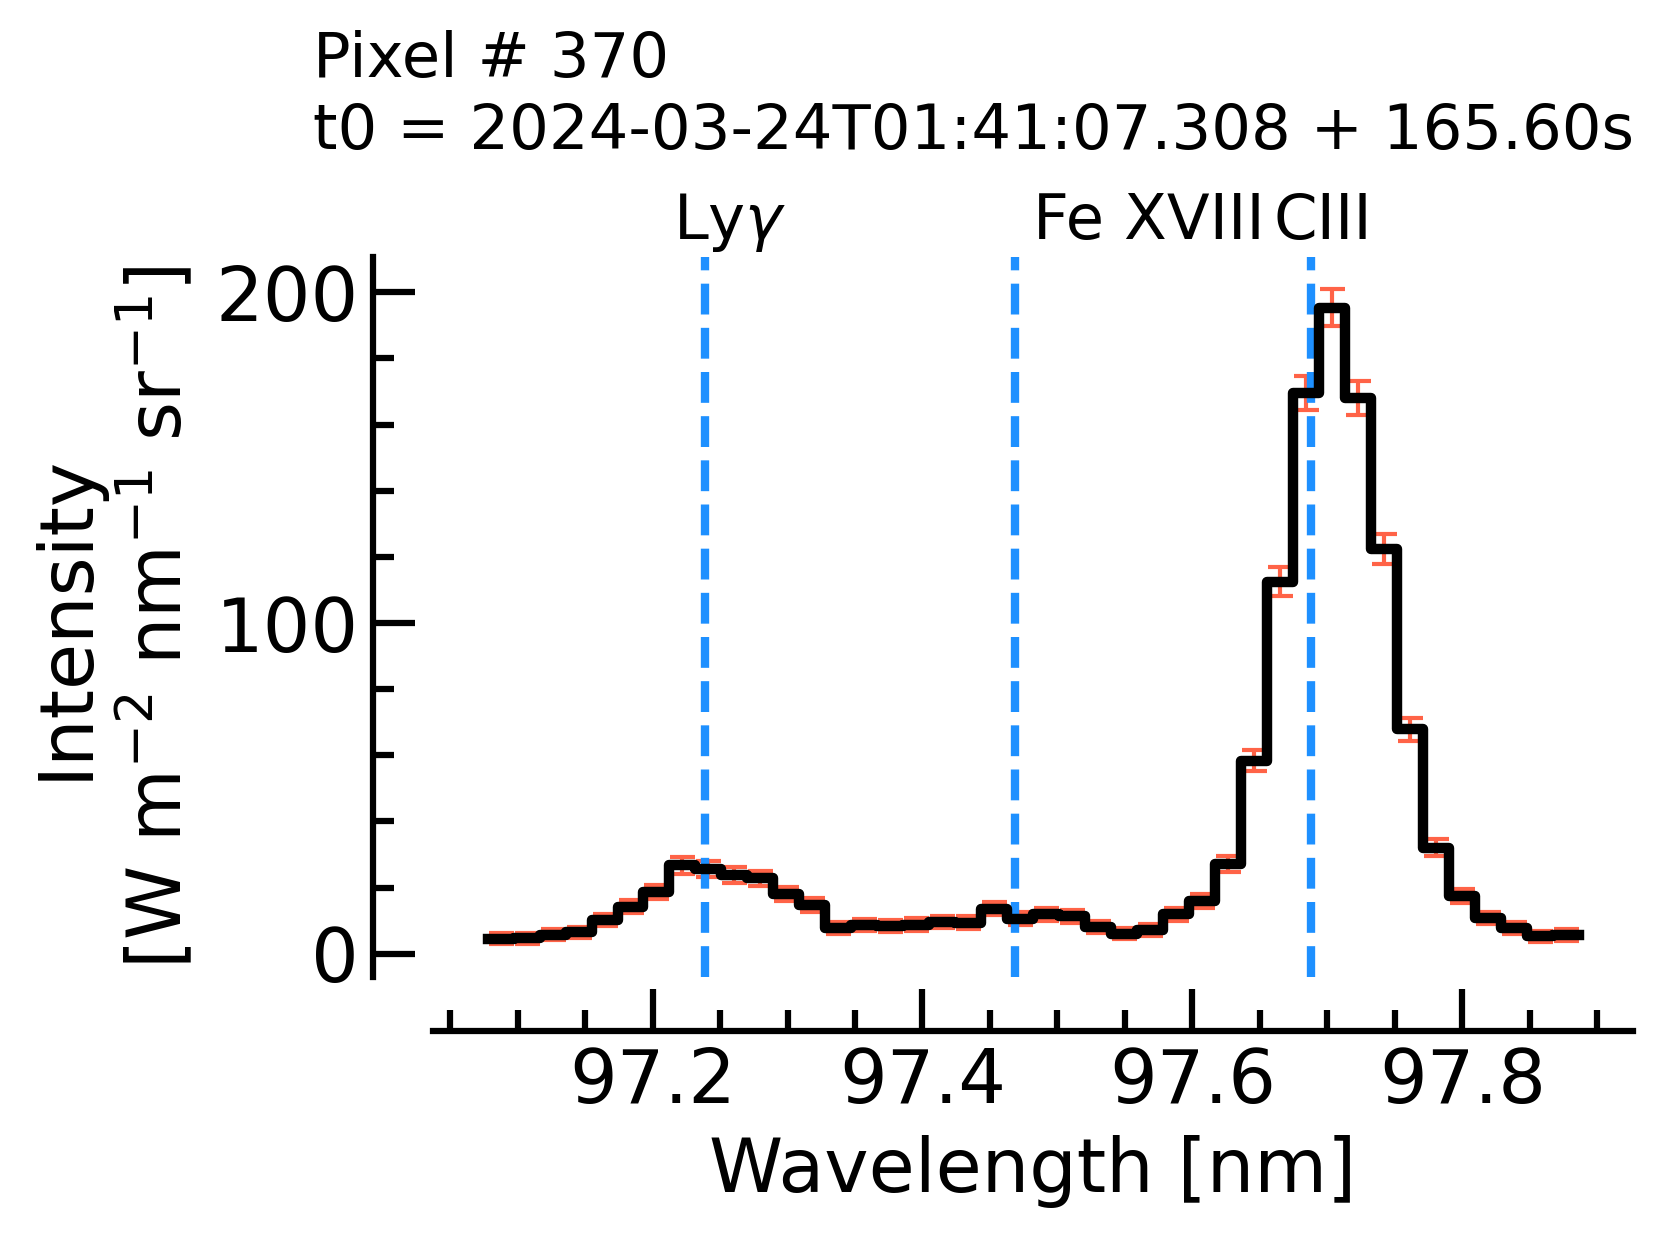 Pixel # 370
t0 = 2024-03-24T01:41:07.308 + 165.60s
Lyγ Fe XVIII CIII
Intensity
[W m⁻² nm⁻¹ sr⁻¹]
200
100
0
97.2 97.4 97.6 97.8
Wavelength [nm]